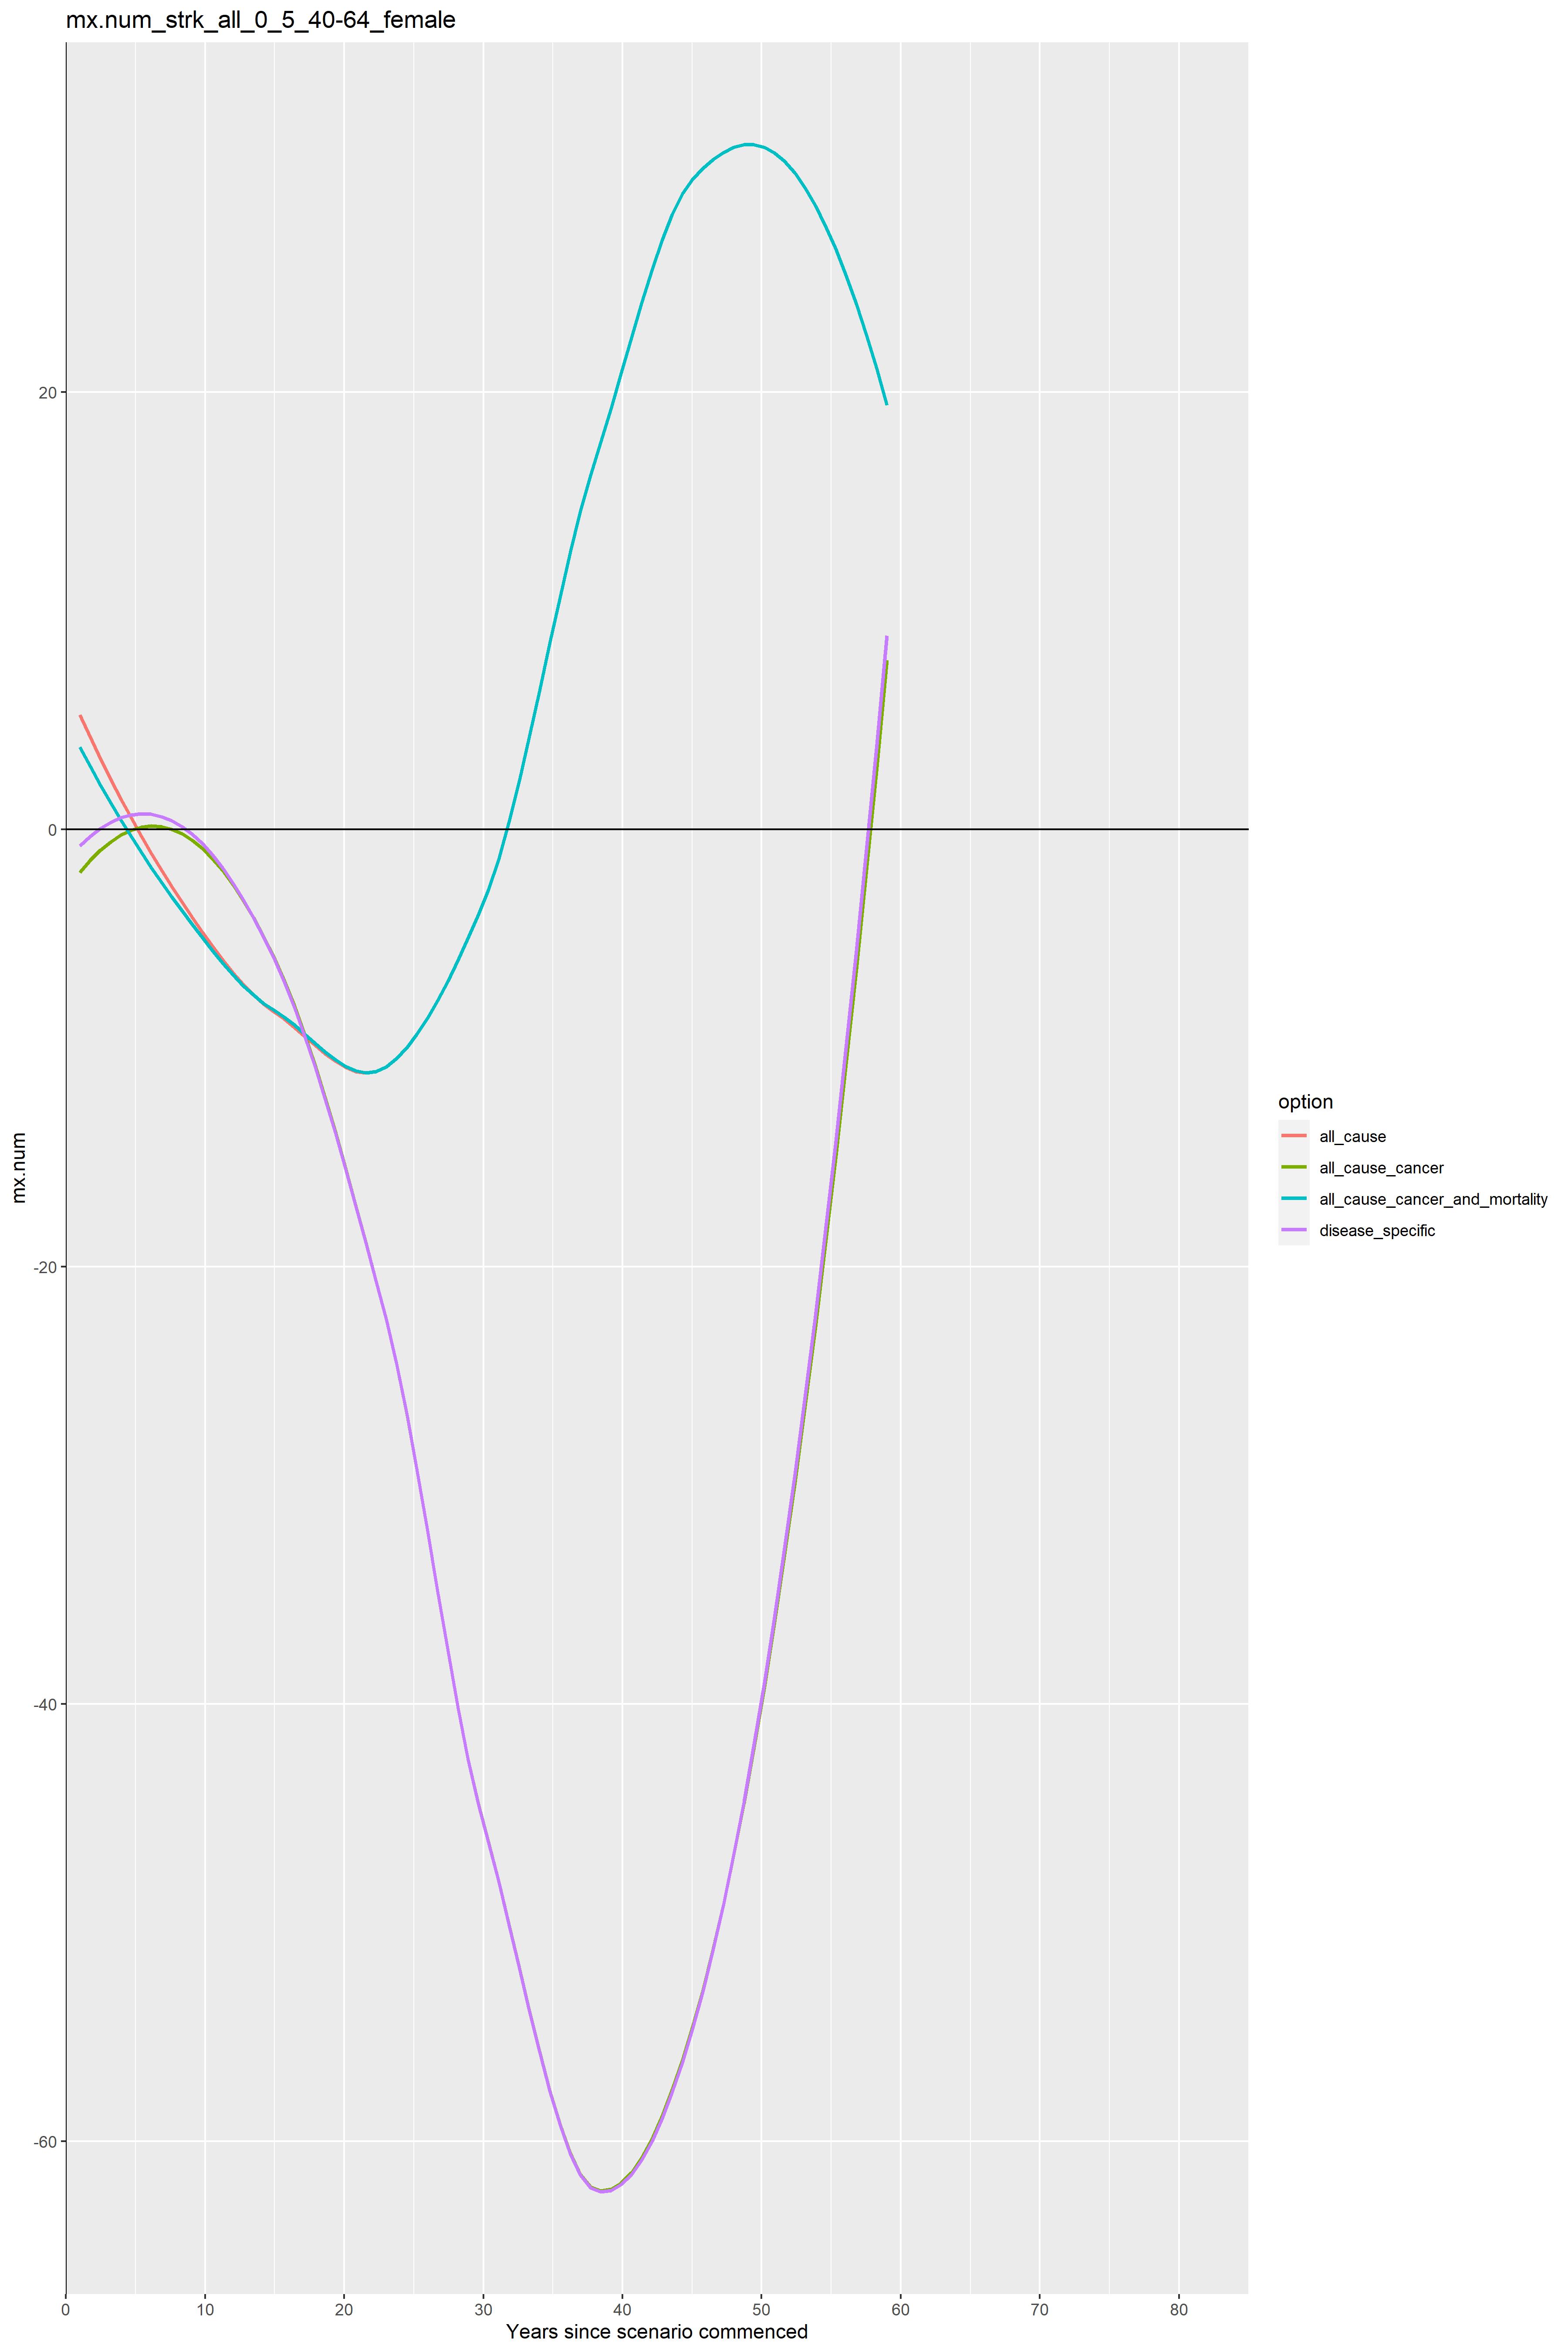 mx.num_strk_all_0_5_40-64_female
mx.num
20
0
-20
-40
-60
0 10 20 30 40 50 60 70 80
Years since scenario commenced
option
all_cause
all_cause_cancer
all_cause_cancer_and_mortality
disease_specific